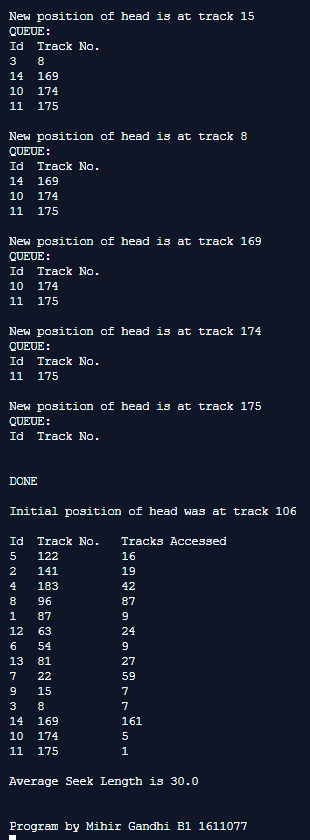 New position of head is at track 15
QUEUE:
Id Track No.
3 8
14 169
10 174
11 175
New position of head is at track 8
QUEUE:
Id Track No.
14 169
10 174
11 175
New position of head is at track 169
QUEUE:
Id Track No.
10 174
11 175
New position of head is at track 174
QUEUE:
Id Track No.
11 175
New position of head is at track 175
QUEUE:
Id Track No.
DONE
Initial position of head was at track 106
Id Track No. Tracks Accessed
5 122 16
2 141 19
4 183 42
8 96 87
1 87 9
12 63 24
6 54 9
13 81 27
7 22 59
9 15 7
3 8 7
14 169 161
10 174 5
11 175 1
Average Seek Length is 30.0
Program by Mihir Gandhi B1 1611077